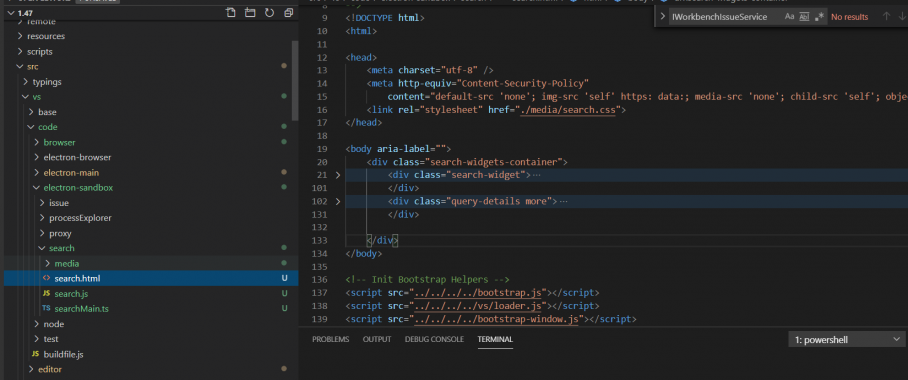 1.47
remote
resources
scripts
src
typings
vs
base
code
browser
electron-browser
electron-main
electron-sandbox
issue
processExplorer
proxy
search
media
<> search.html U
JS search.js U
TS searchMain.ts U
node
test
JS buildfile.js
editor
IWorkbenchIssueService Aa Ab .* No results
9 <!DOCTYPE html>
10 <html>
11
12 <head>
13 <meta charset="utf-8" />
14 <meta http-equiv="Content-Security-Policy"
15 content="default-src 'none'; img-src 'self' https: data:; media-src 'none'; child-src 'self'; obje
16 <link rel="stylesheet" href="./media/search.css">
17 </head>
18
19 <body aria-label="">
20 <div class="search-widgets-container">
21 <div class="search-widget">…
101 </div>
102 <div class="query-details more">…
131 </div>
132
133 </div>
134 </body>
135
136 <!-- Init Bootstrap Helpers -->
137 <script src="../../../../bootstrap.js"></script>
138 <script src="../../../../vs/loader.js"></script>
139 <script src="../../../../bootstrap-window.js"></script>
PROBLEMS OUTPUT DEBUG CONSOLE TERMINAL 1: powershell